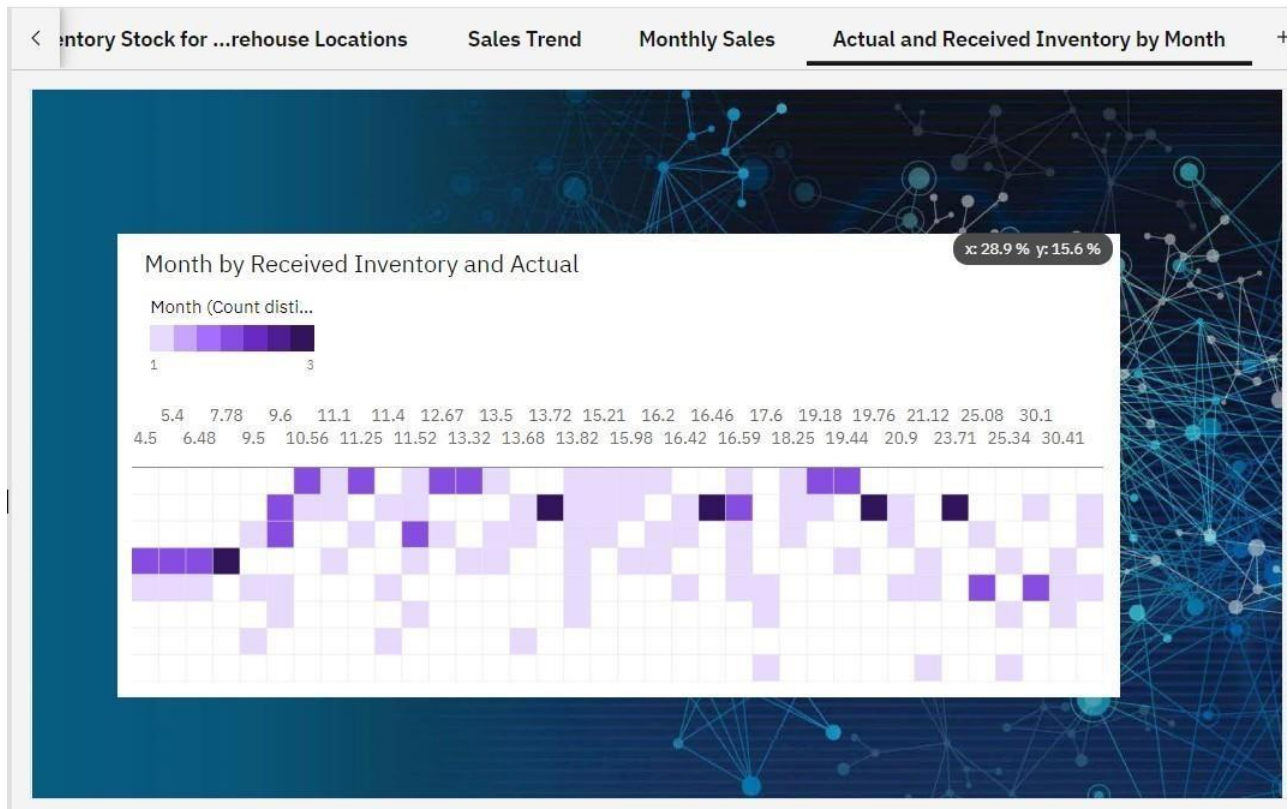 entory Stock for ...rehouse Locations Sales Trend Monthly Sales Actual and Received Inventory by Month +
x: 28.9 % y: 15.6 %
Month by Received Inventory and Actual
Month (Count disti...
1 3
5.4 7.78 9.6 11.1 11.4 12.67 13.5 13.72 15.21 16.2 16.46 17.6 19.18 19.76 21.12 25.08 30.1
4.5 6.48 9.5 10.56 11.25 11.52 13.32 13.68 13.82 15.98 16.42 16.59 18.25 19.44 20.9 23.71 25.34 30.41